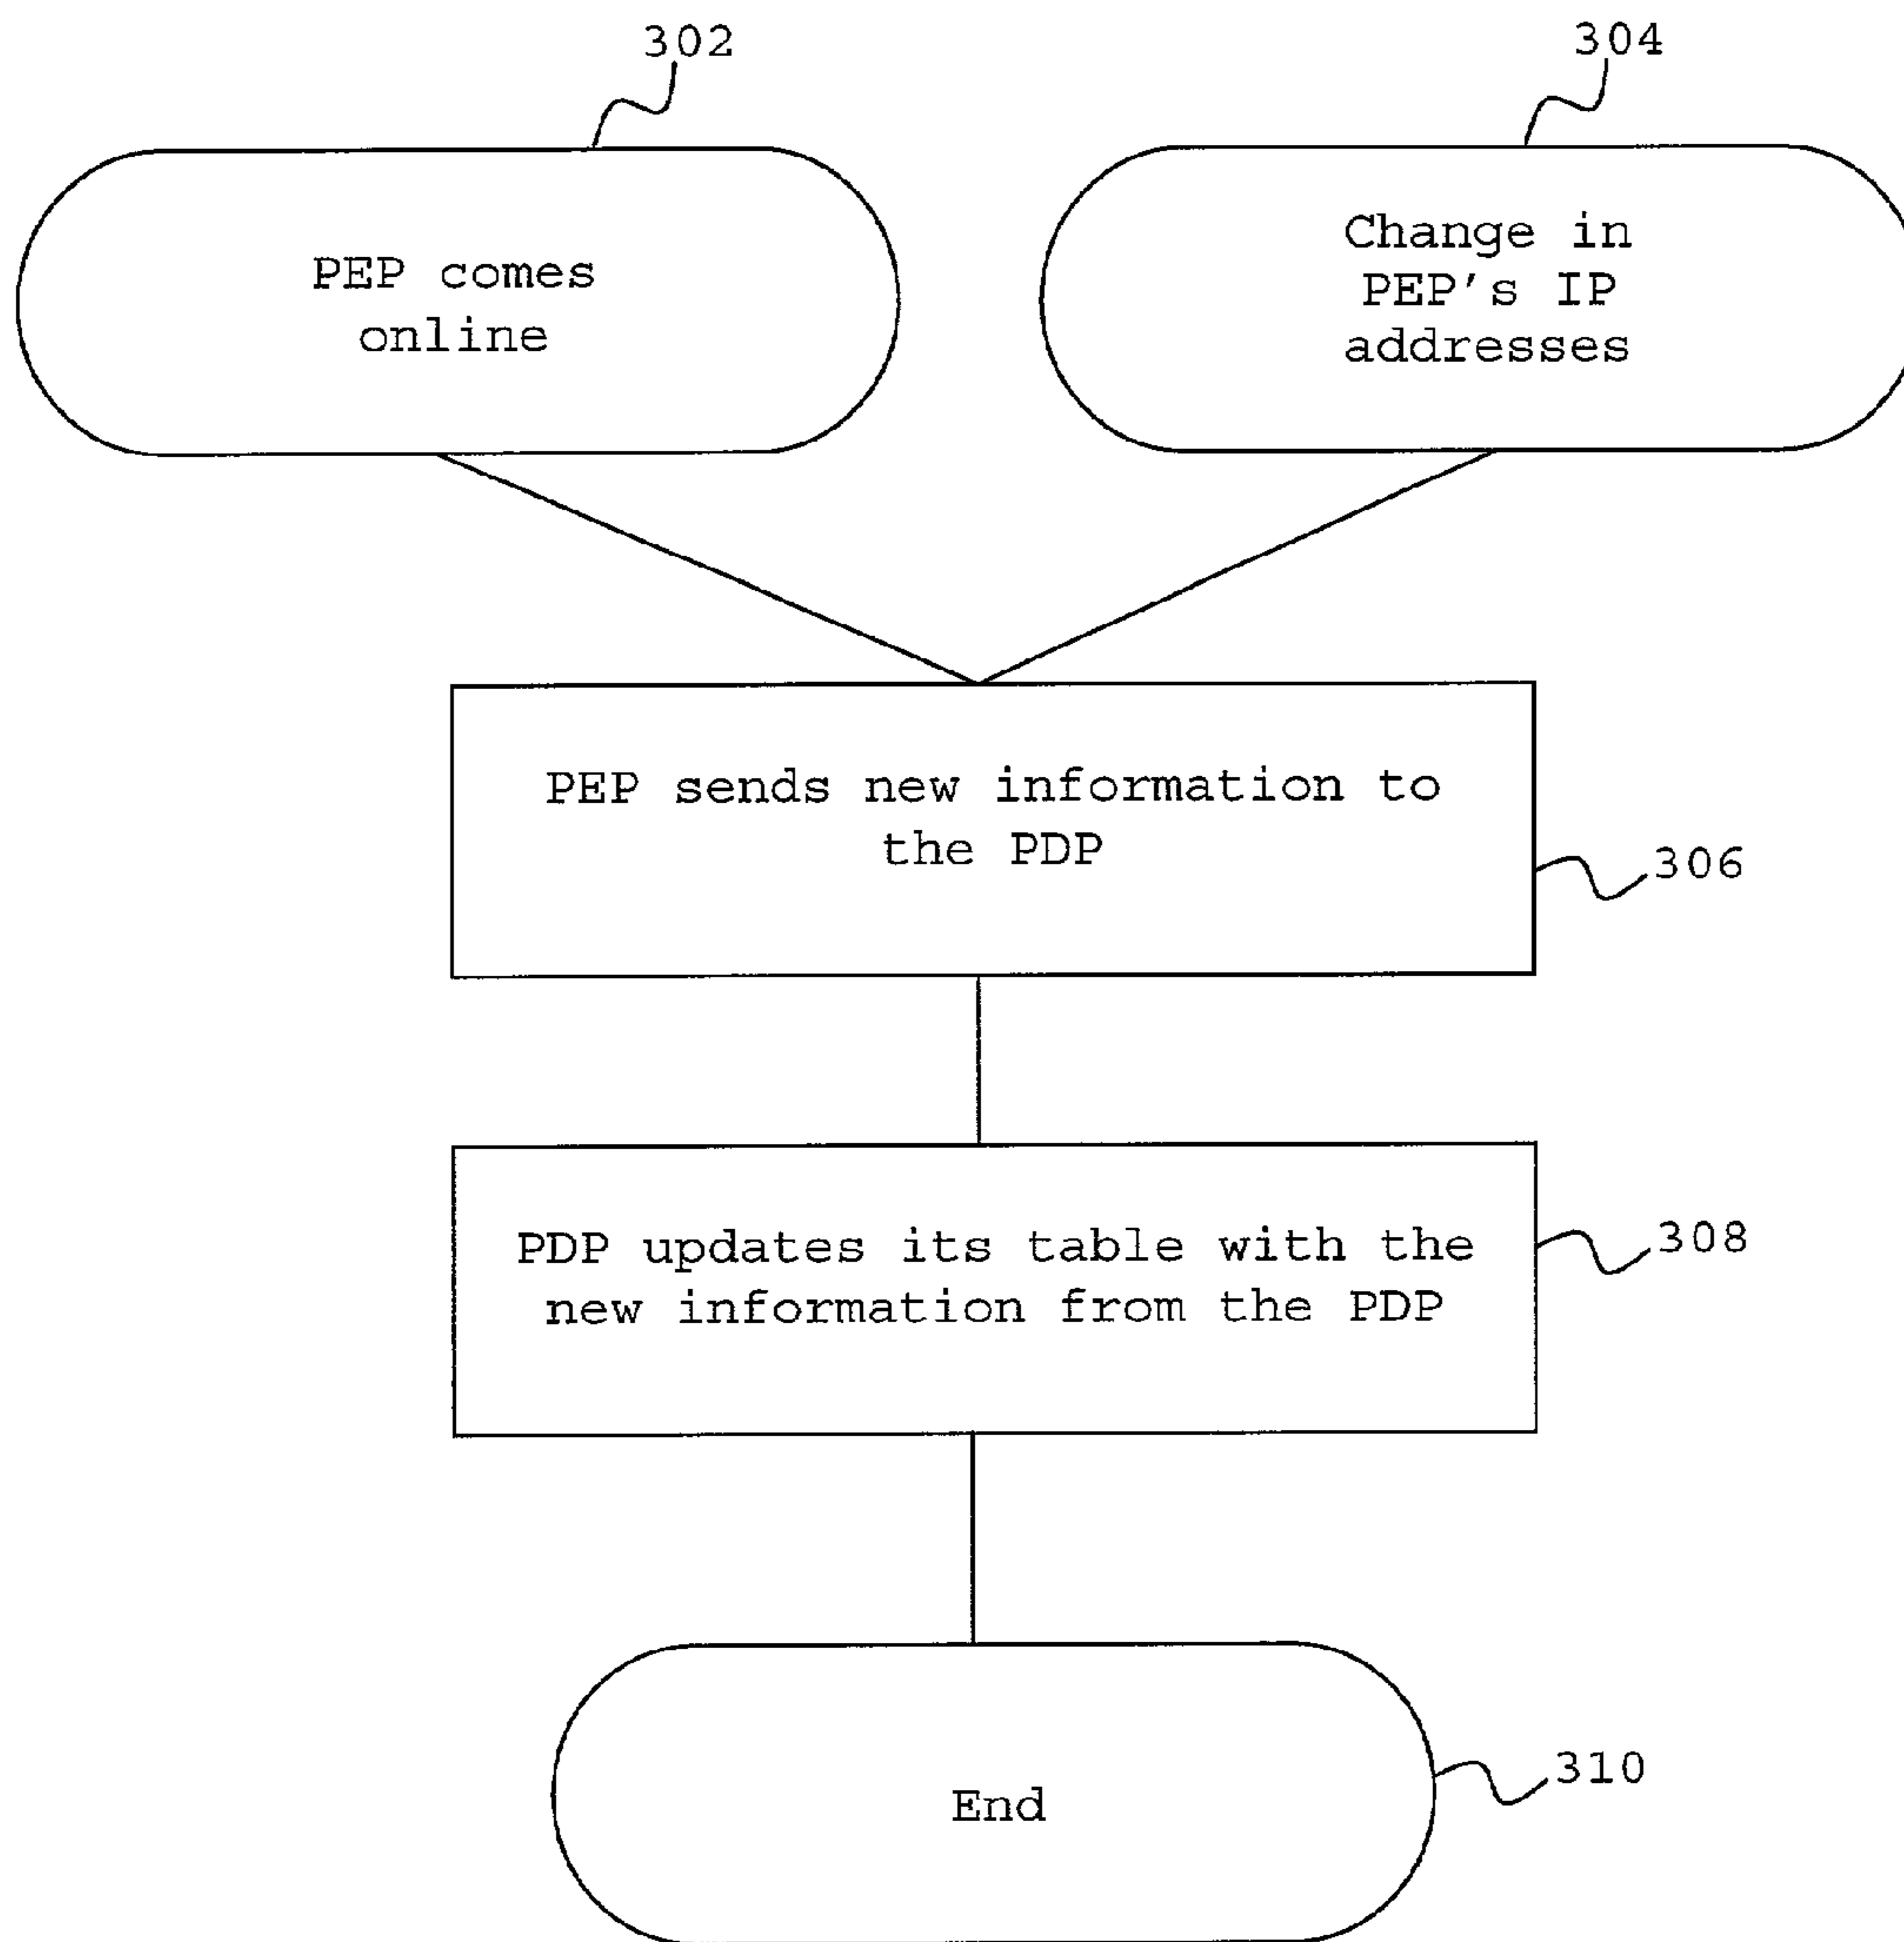 302
304
PEP comes
online
Change in
PEP's IP
addresses
PEP sends new information to
the PDP
306
PDP updates its table with the
new information from the PDP
308
End
310